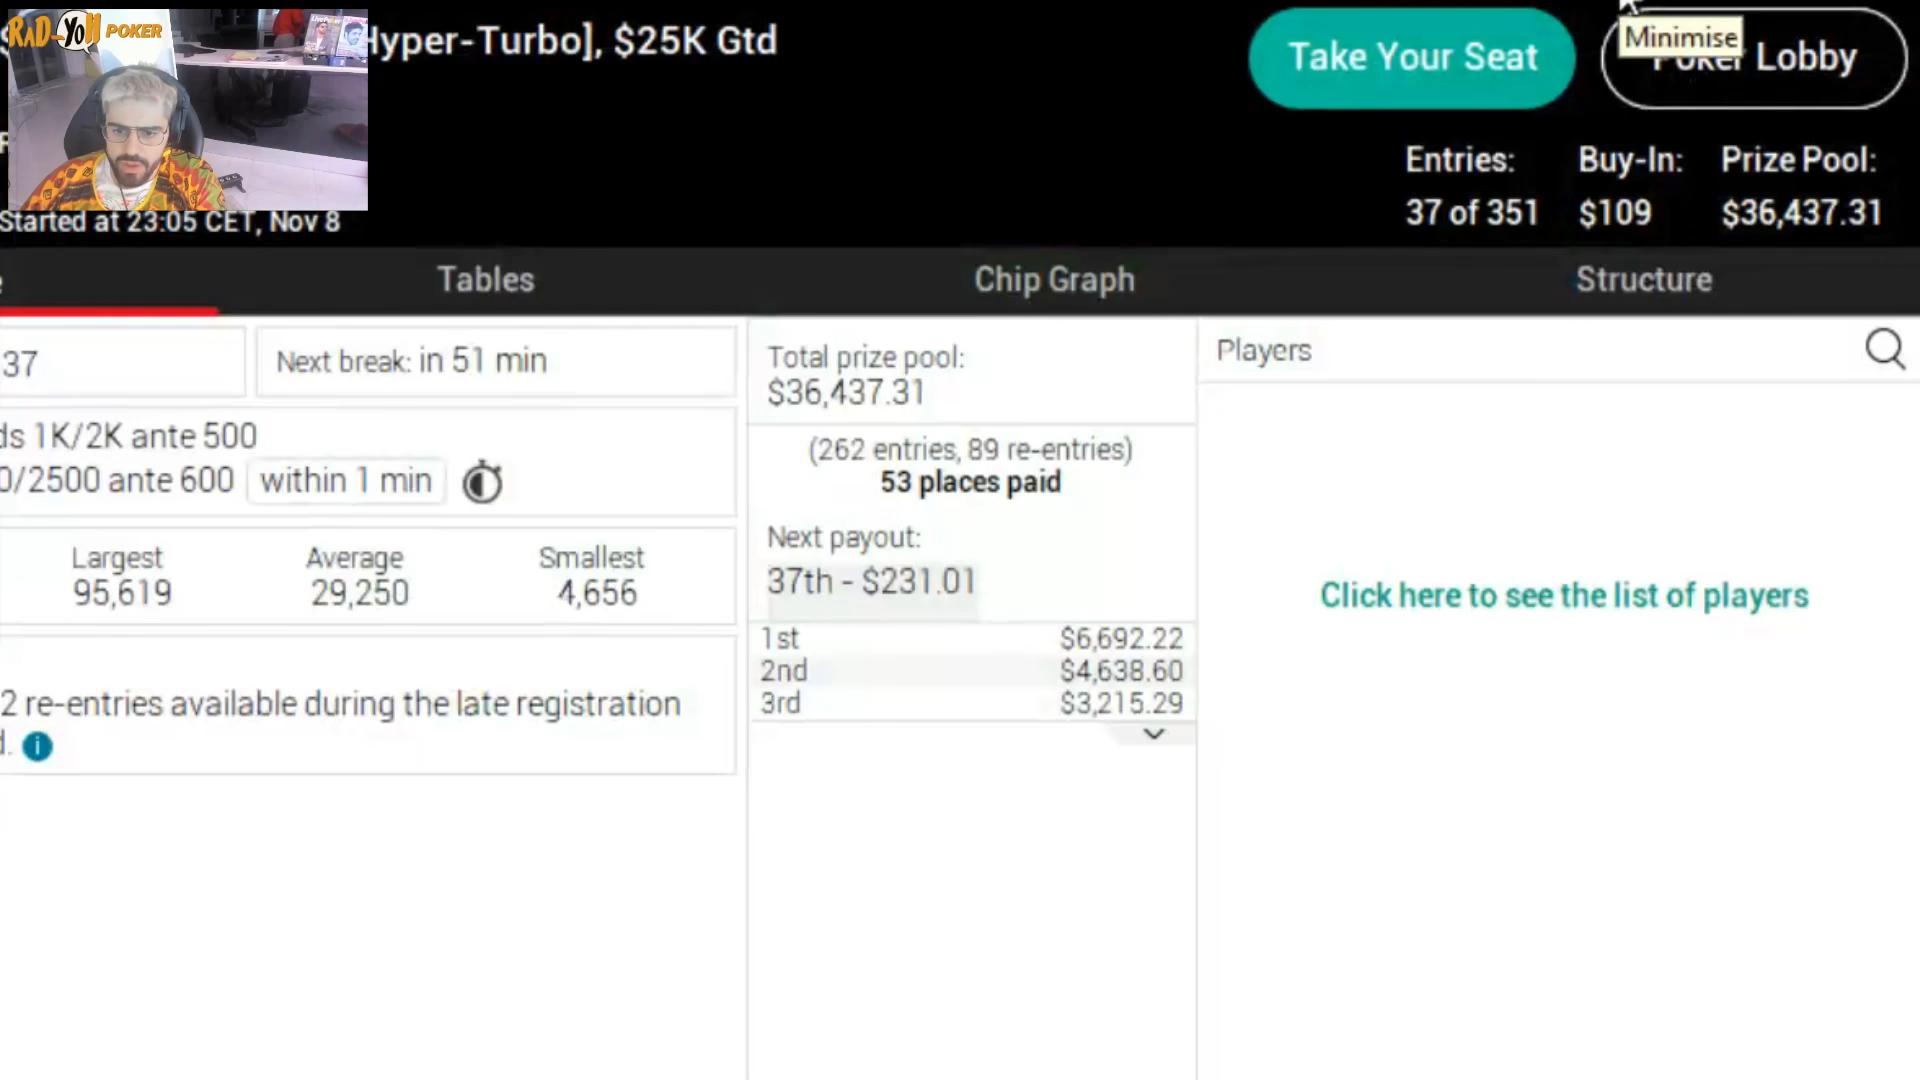 RAD-YOH POKER
Hyper-Turbo], $25K Gtd
Take Your Seat
Minimise
Poker Lobby
Entries:
Buy-In:
Prize Pool:
37 of 351
$109
$36,437.31
Started at 23:05 CET, Nov 8
Tables
Chip Graph
Structure
37
Next break: in 51 min
ds 1K/2K ante 500
0/2500 ante 600
within 1 min
Largest
Average
Smallest
95,619
29,250
4,656
2 re-entries available during the late registration
d.
Total prize pool:
$36,437.31
(262 entries, 89 re-entries)
53 places paid
Next payout:
37th - $231.01
1st $6,692.22
2nd $4,638.60
3rd $3,215.29
Players
Click here to see the list of players